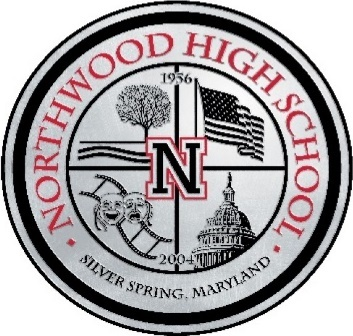 NORTHWOOD HIGH SCHOOL
1956
N
2004
SILVER SPRING, MARYLAND